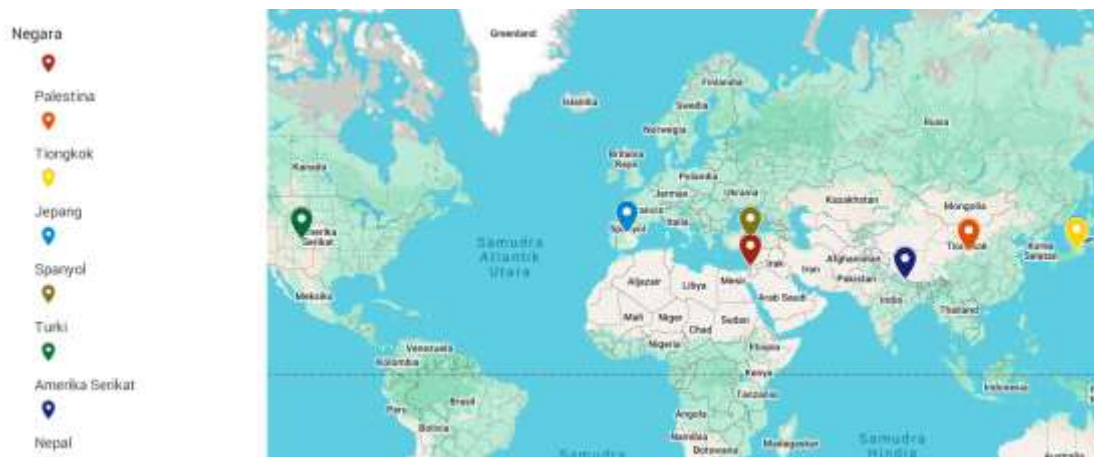 Negara
Palestina
Tiongkok
Jepang
Spanyol
Turki
Amerika Serikat
Nepal
Greenland
Islandia
Finlandia
Swedia
Norwegia
Rusia
Kanada
Britania
Raya
Polandia
Jerman
Ukraina
Kazakhstan
Mongolia
Italia
Spanyol
Amerika
Serikat
Samudra
Atlantik
Utara
Korea
Selatan
Afghanistan
Irak
Iran
Pakistan
Meksiko
Aljazair
Libya
Mesir
Arab Saudi
India
Thailand
Mali
Niger
Chad
Sudan
Nigeria
Ethiopia
Venezuela
Kolombia
Kenya
Indonesia
Tanzania
Peru
Brasil
Bolivia
Angola
Namibia
Botswana
Madagaskar
Samudra
Samudra
Hindia
Australia